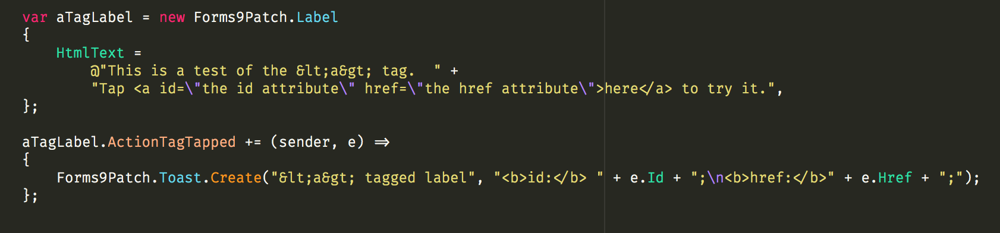 var aTagLabel = new Forms9Patch.Label
{
    HtmlText =
        @"This is a test of the &lt;a&gt; tag.  " +
        "Tap <a id=\"the id attribute\" href=\"the href attribute\">here</a> to try it.",
};

aTagLabel.ActionTagTapped += (sender, e) =>
{
    Forms9Patch.Toast.Create("&lt;a&gt; tagged label", "<b>id:</b> " + e.Id + ";\n<b>href:</b>" + e.Href + ";");
};